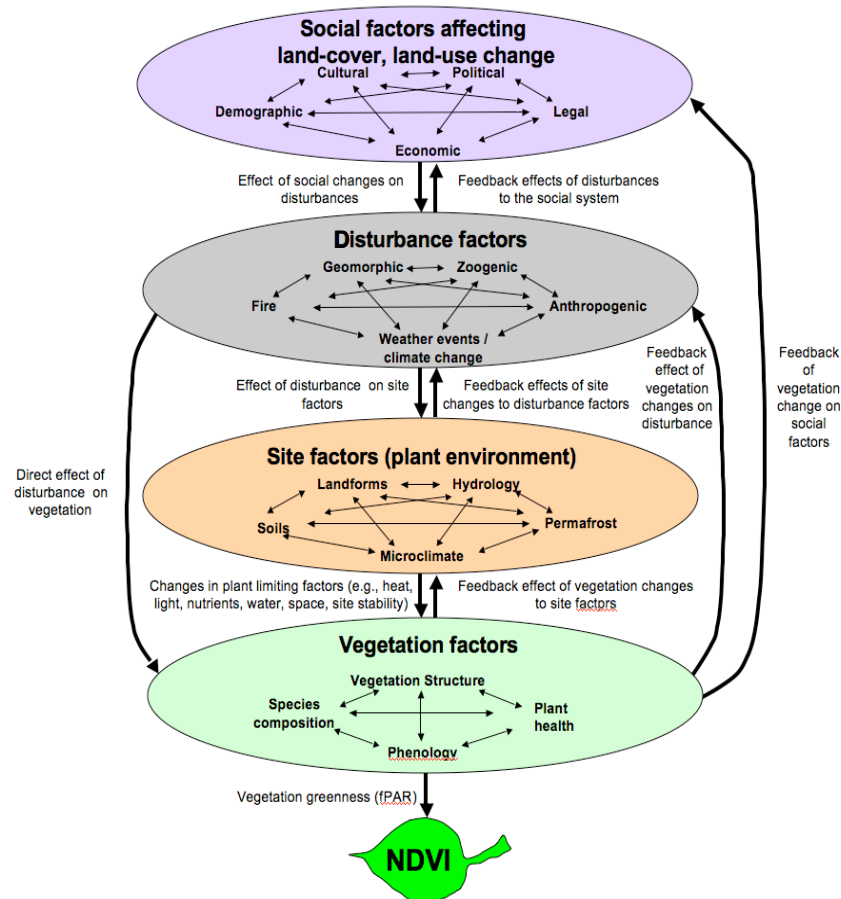 Social factors affecting
land-cover, land-use change
Cultural Political
Demographic Legal
Economic
Effect of social changes on
disturbances
Feedback effects of disturbances
to the social system
Disturbance factors
Geomorphic Zoogenic
Fire Anthropogenic
Weather events /
climate change
Effect of disturbance on site
factors
Feedback effects of site
changes to disturbance factors
Feedback
effect of
vegetation
changes on
disturbance
Feedback
of
vegetation
change on
social
factors
Direct effect of
disturbance on
vegetation
Site factors (plant environment)
Landforms Hydrology
Soils Permafrost
Microclimate
Changes in plant limiting factors (e.g., heat,
light, nutrients, water, space, site stability)
Feedback effect of vegetation changes
to site factprs
Vegetation factors
Vegetation Structure
Species
composition
Plant
health
Phenology
Vegetation greenness (fPAR)
NDVI